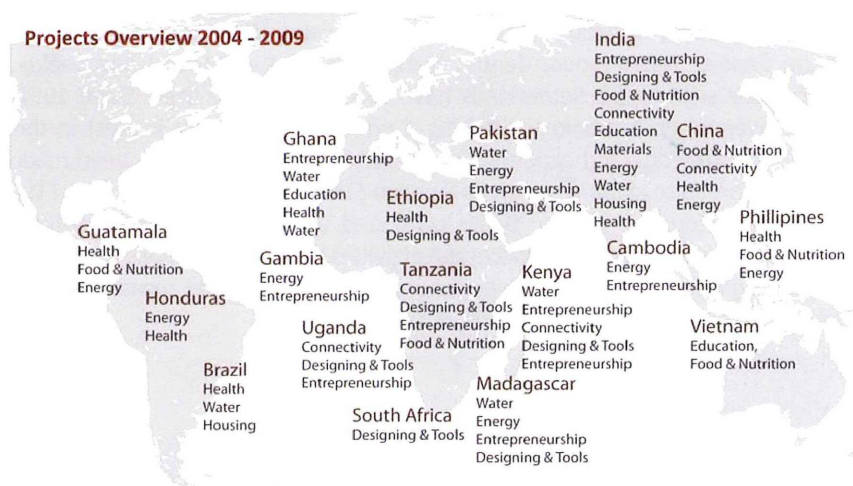 Projects Overview 2004 - 2009
India
Entrepreneurship
Designing & Tools
Food & Nutrition
Connectivity
Education
Materials
Energy
Water
Housing
Health
China
Food & Nutrition
Connectivity
Health
Energy
Pakistan
Water
Energy
Entrepreneurship
Designing & Tools
Ghana
Entrepreneurship
Water
Education
Health
Water
Ethiopia
Health
Designing & Tools
Phillipines
Health
Food & Nutrition
Energy
Guatamala
Health
Food & Nutrition
Energy
Gambia
Energy
Entrepreneurship
Cambodia
Energy
Entrepreneurship
Tanzania
Connectivity
Designing & Tools
Entrepreneurship
Food & Nutrition
Kenya
Water
Entrepreneurship
Connectivity
Designing & Tools
Entrepreneurship
Honduras
Energy
Health
Uganda
Connectivity
Designing & Tools
Entrepreneurship
Vietnam
Education,
Food & Nutrition
Brazil
Health
Water
Housing
Madagascar
Water
Energy
Entrepreneurship
Designing & Tools
South Africa
Designing & Tools